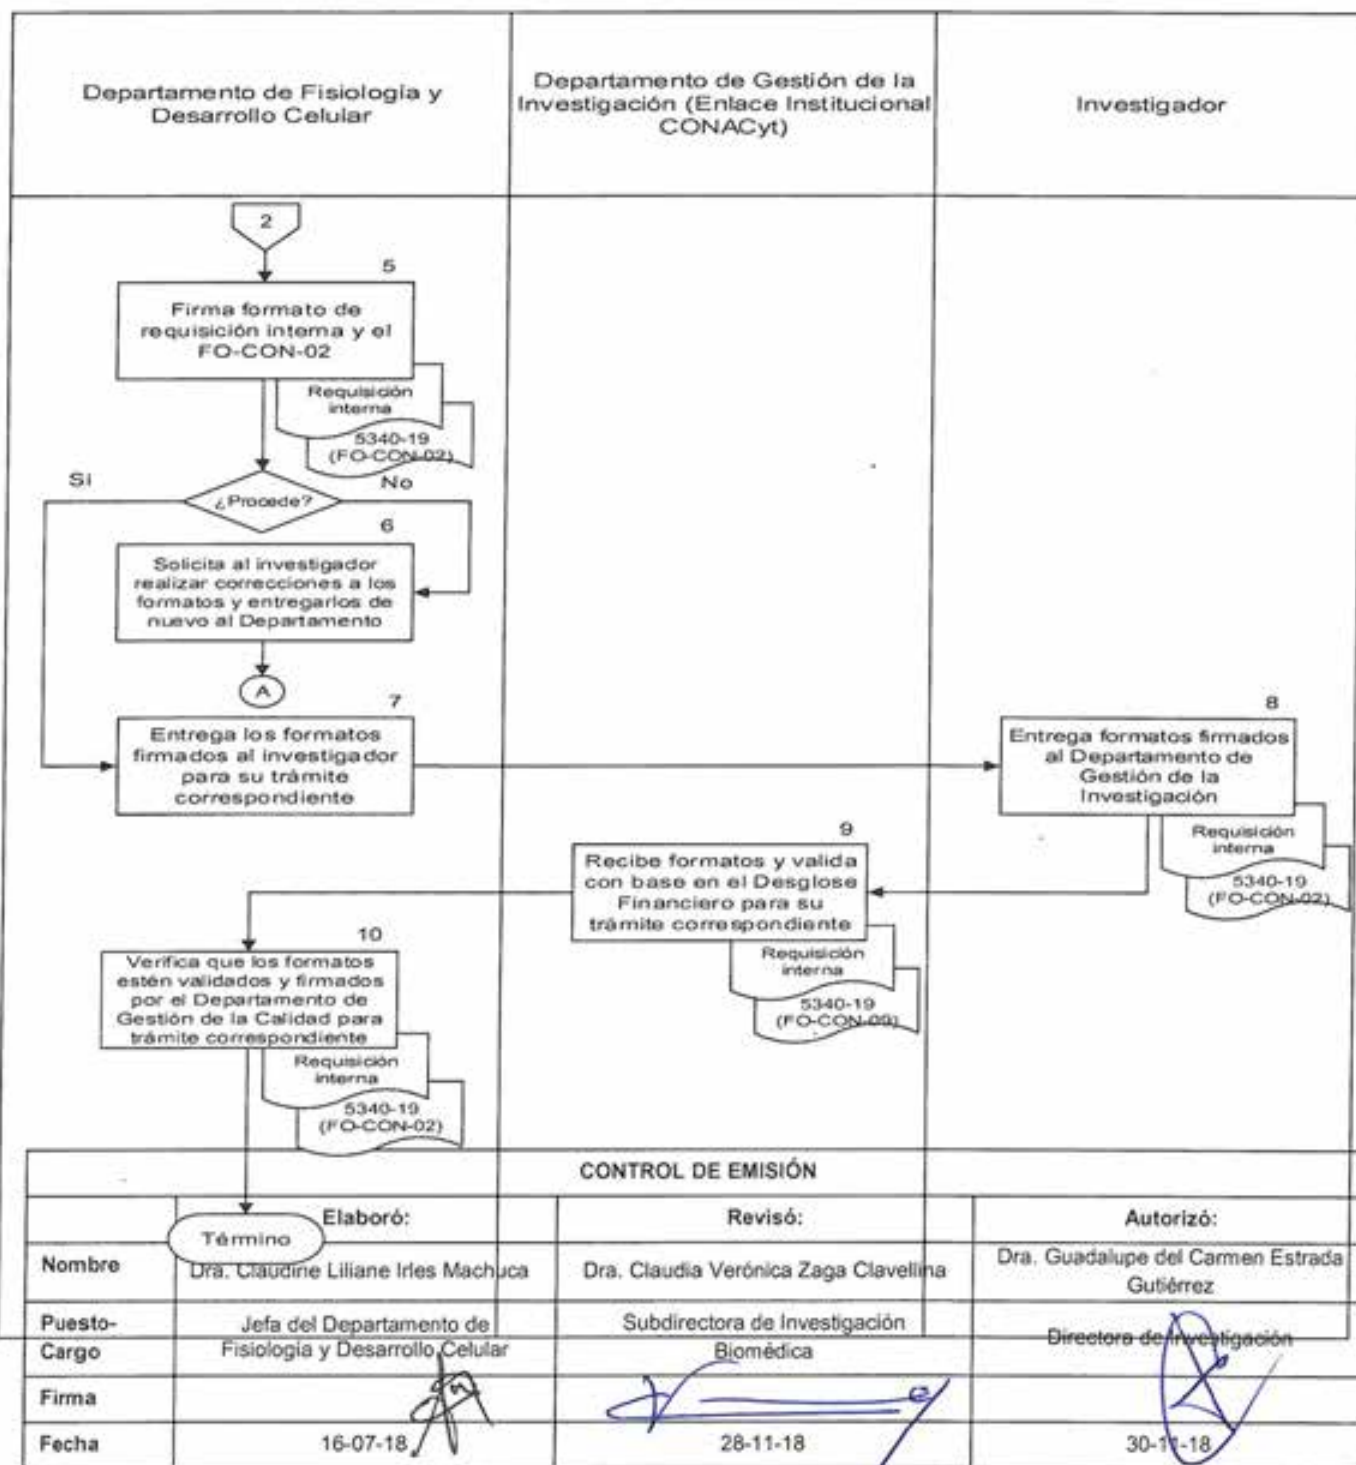 Departamento de Fisiología y
Desarrollo Celular
Departamento de Gestión de la
Investigación (Enlace Institucional
CONACyt)
Investigador
2
5
Firma formato de
requisición interna y el
FO-CON-02
Requisición
interna
5340-19
(FO-CON-02)
Si
¿Procede?
No
6
Solicita al investigador
realizar correcciones a los
formatos y entregarlos de
nuevo al Departamento
A
7
Entrega los formatos
firmados al investigador
para su trámite
correspondiente
8
Entrega formatos firmados
al Departamento de
Gestión de la
Investigación
Requisición
interna
5340-19
(FO-CON-02)
9
Recibe formatos y valida
con base en el Desglose
Financiero para su
trámite correspondiente
Requisición
interna
5340-19
(FO-CON-09)
10
Verifica que los formatos
estén validados y firmados
por el Departamento de
Gestión de la Calidad para
trámite correspondiente
Requisición
interna
5340-19
(FO-CON-02)
Término
CONTROL DE EMISIÓN
Elaboró:
Revisó:
Autorizó:
Nombre
Dra. Claudine Liliane Irles Machuca
Dra. Claudia Verónica Zaga Clavellina
Dra. Guadalupe del Carmen Estrada
Gutiérrez
Puesto-
Cargo
Jefa del Departamento de
Fisiología y Desarrollo Celular
Subdirectora de Investigación
Biomédica
Directora de Investigación
Firma
Fecha
16-07-18
28-11-18
30-11-18